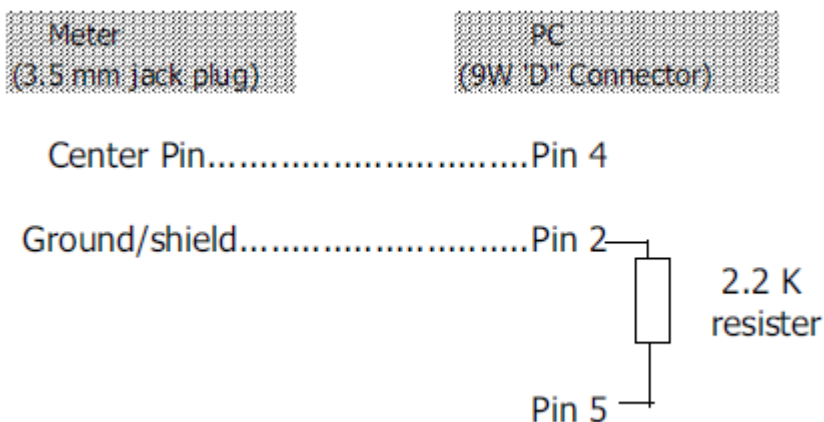 Meter PC
(3.5 mm jack plug) (9W 'D" Connector)
Center Pin..............................Pin 4
Ground/shield............................Pin 2
2.2 K
resister
Pin 5